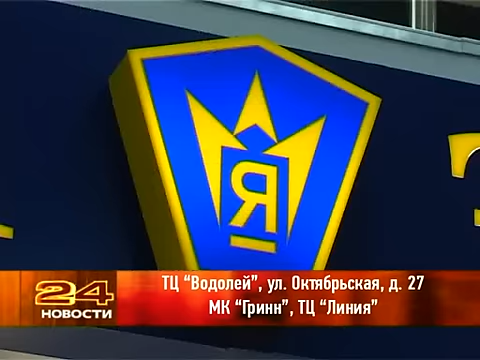 Я
24
НОВОСТИ
ТЦ “Водолей”, ул. Октябрьская, д. 27
МК “Гринн”, ТЦ “Линия”